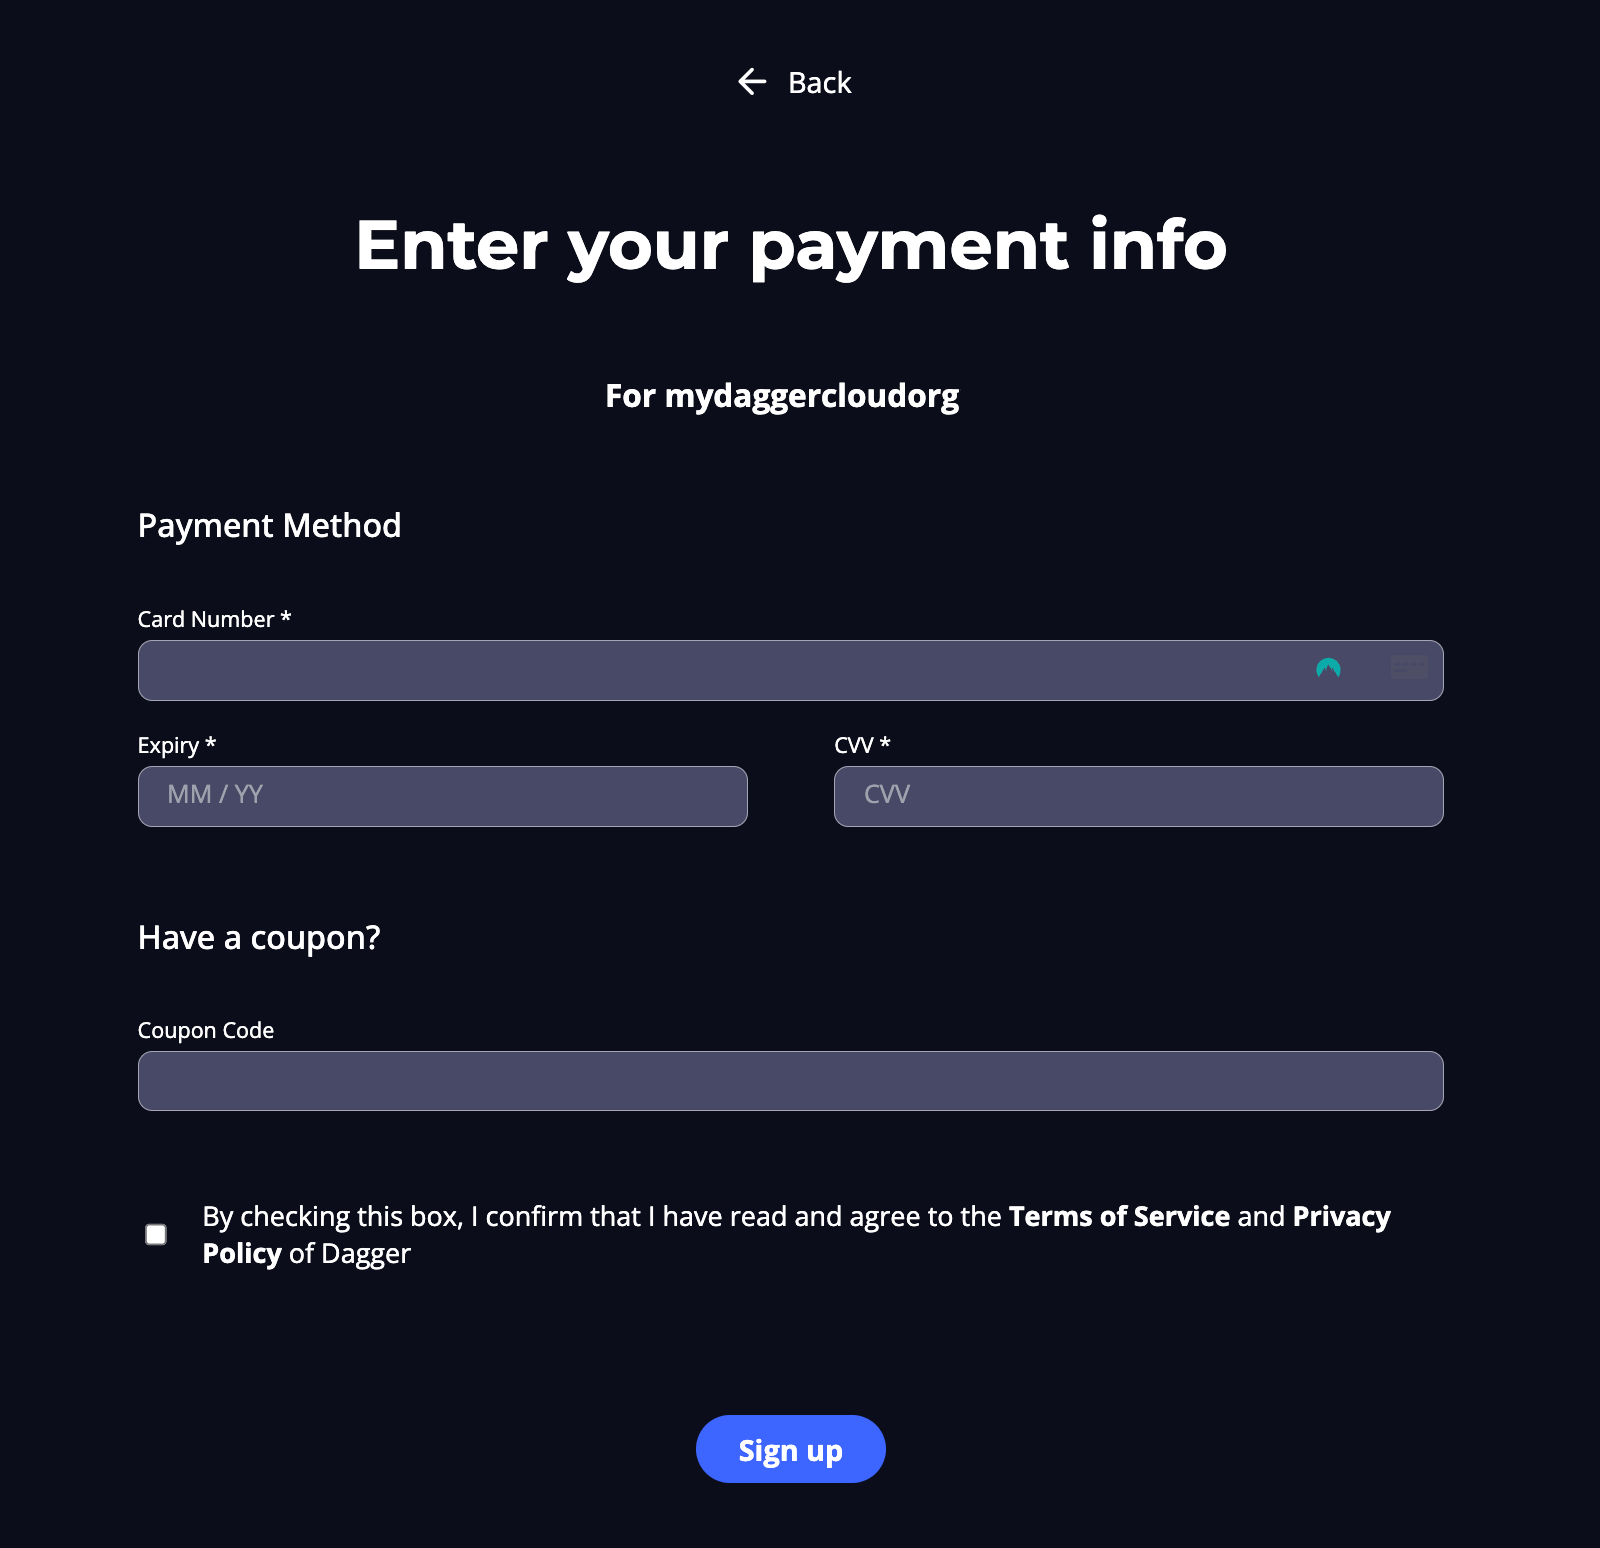 Back
Enter your payment info
For mydaggercloudorg
Payment Method
Card Number *
Expiry *
CVV *
MM / YY
CVV
Have a coupon?
Coupon Code
By checking this box, I confirm that I have read and agree to the Terms of Service and Privacy
Policy of Dagger
Sign up